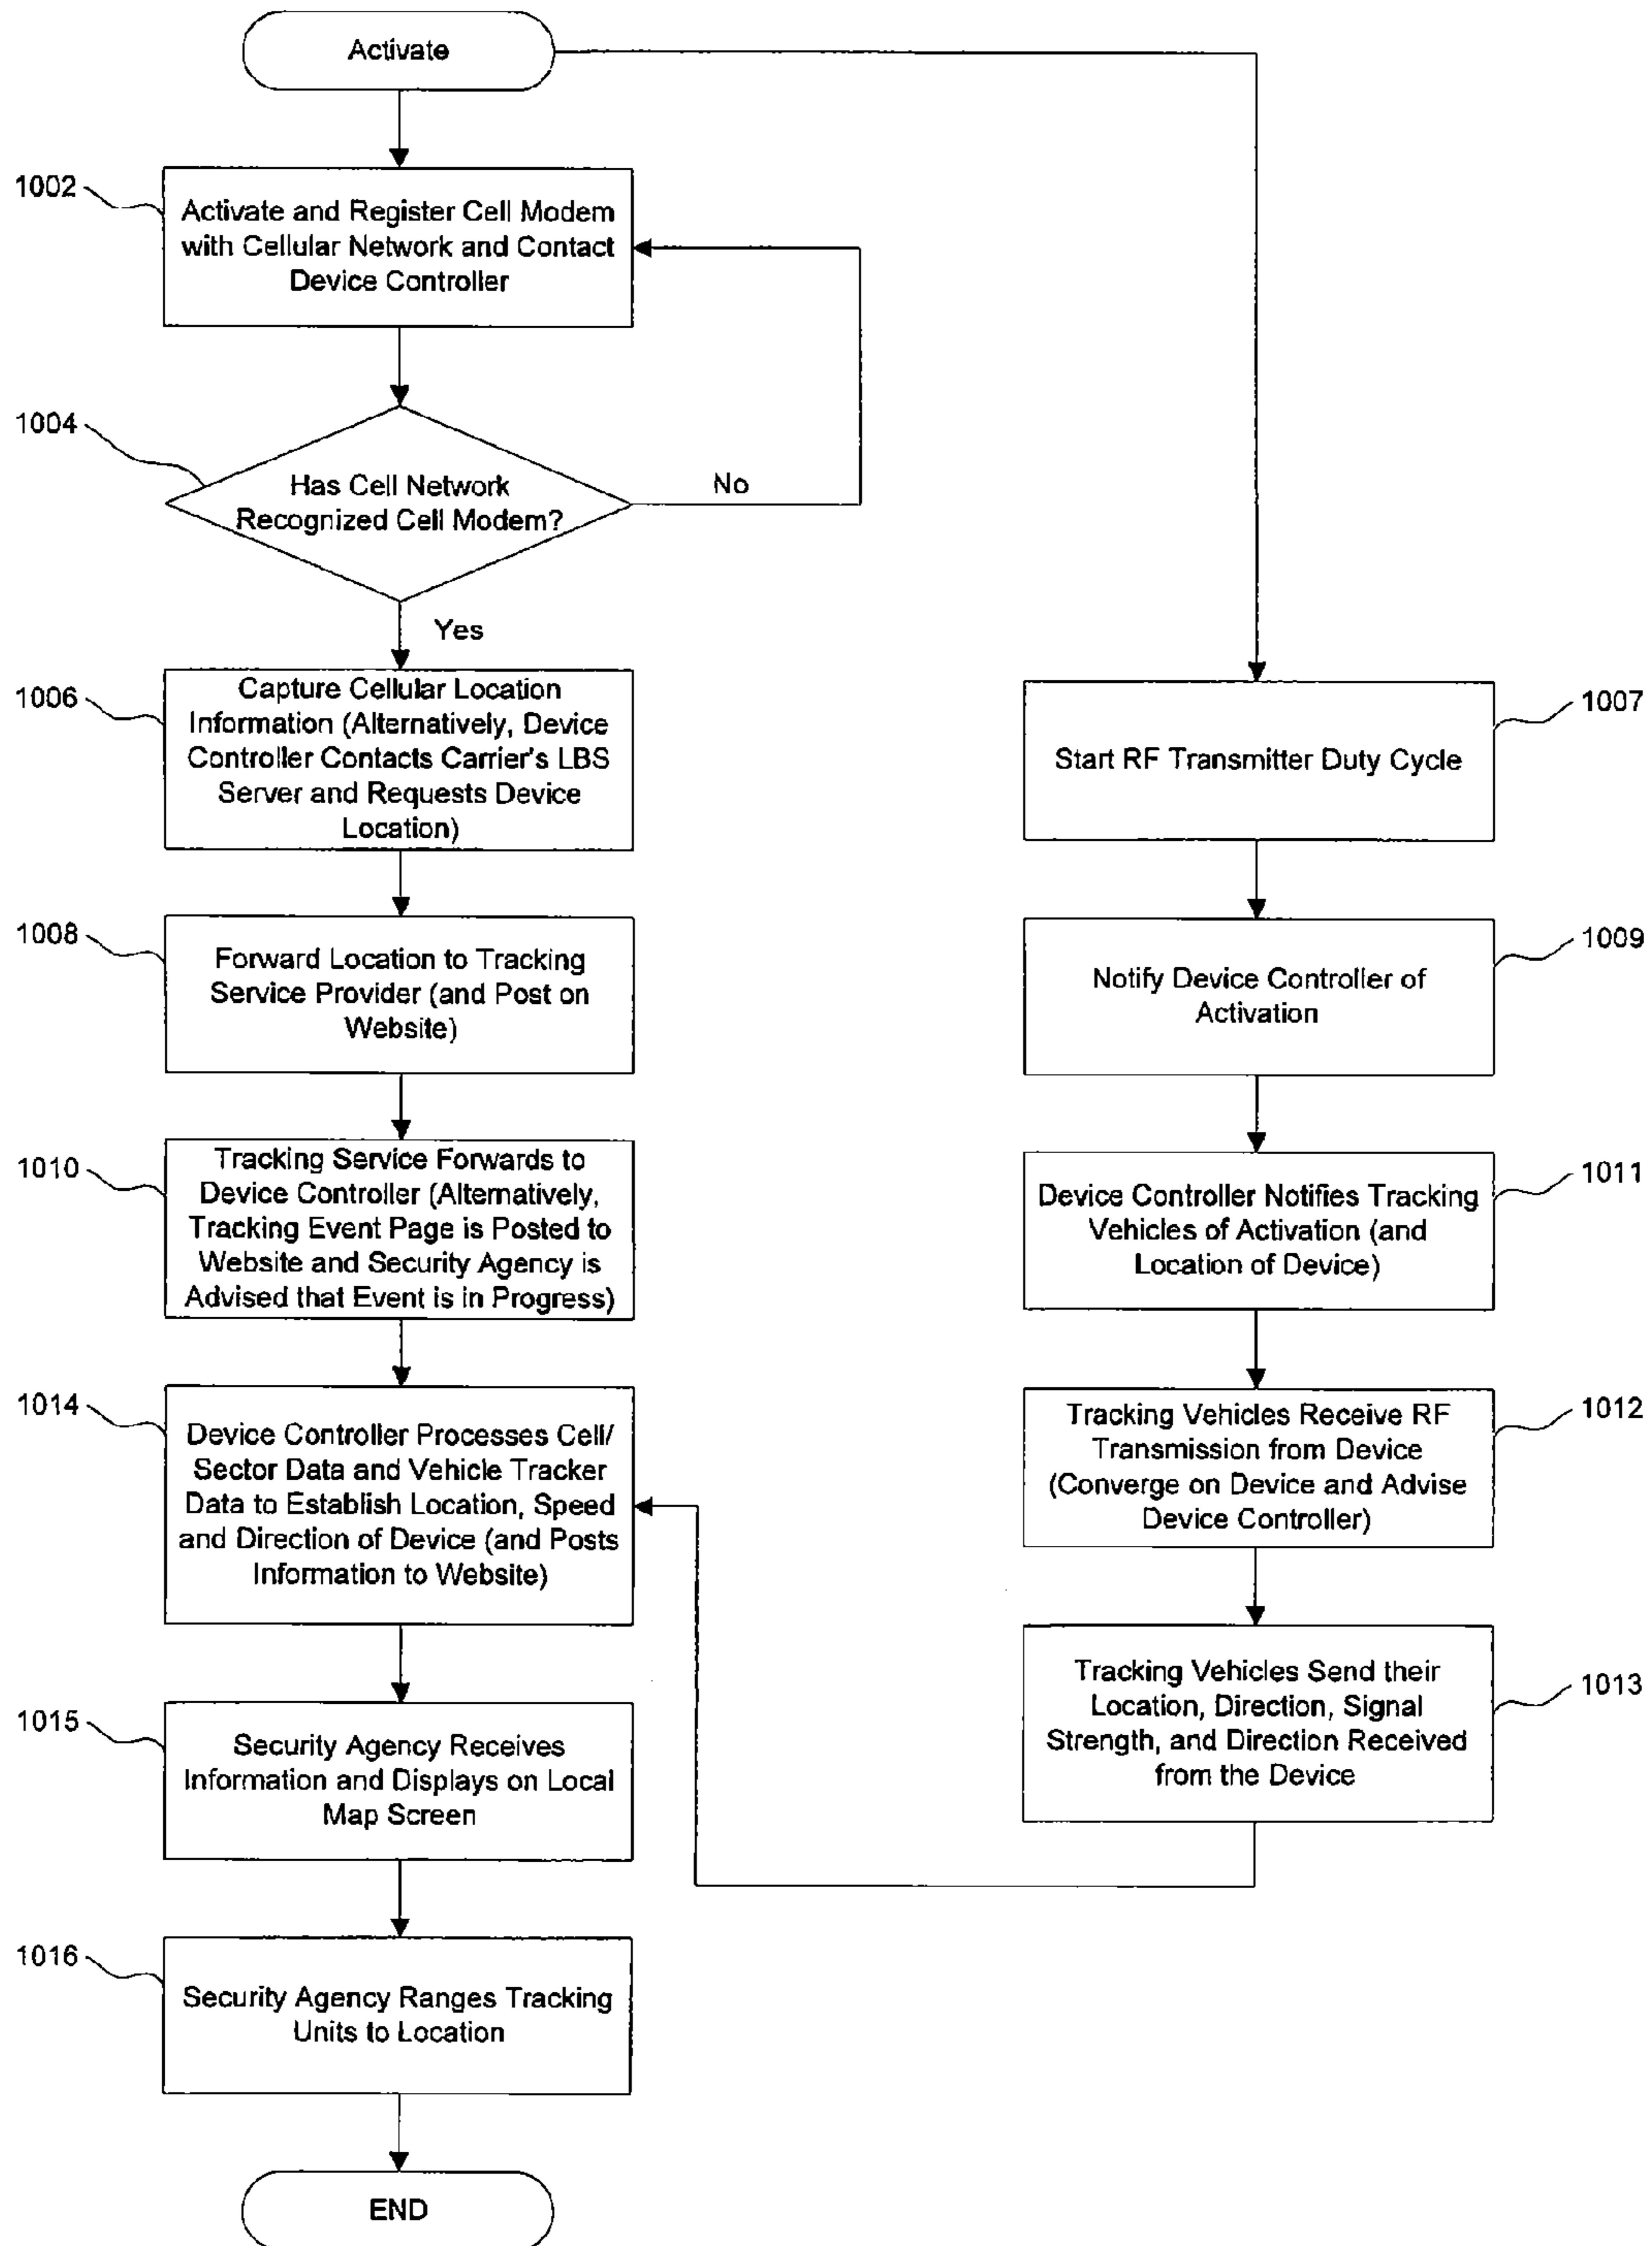 Activate
1002
Activate and Register Cell Modem
with Cellular Network and Contact
Device Controller
1004
Has Cell Network
Recognized Cell Modem?
No
Yes
1006
Capture Cellular Location
Information (Alternatively, Device
Controller Contacts Carrier's LBS
Server and Requests Device
Location)
1007
Start RF Transmitter Duty Cycle
1008
Forward Location to Tracking
Service Provider (and Post on
Website)
1009
Notify Device Controller of
Activation
1010
Tracking Service Forwards to
Device Controller (Alternatively,
Tracking Event Page is Posted to
Website and Security Agency is
Advised that Event is in Progress)
1011
Device Controller Notifies Tracking
Vehicles of Activation (and
Location of Device)
1014
Device Controller Processes Cell/
Sector Data and Vehicle Tracker
Data to Establish Location, Speed
and Direction of Device (and Posts
Information to Website)
1012
Tracking Vehicles Receive RF
Transmission from Device
(Converge on Device and Advise
Device Controller)
1013
Tracking Vehicles Send their
Location, Direction, Signal
Strength, and Direction Received
from the Device
1015
Security Agency Receives
Information and Displays on Local
Map Screen
1016
Security Agency Ranges Tracking
Units to Location
END